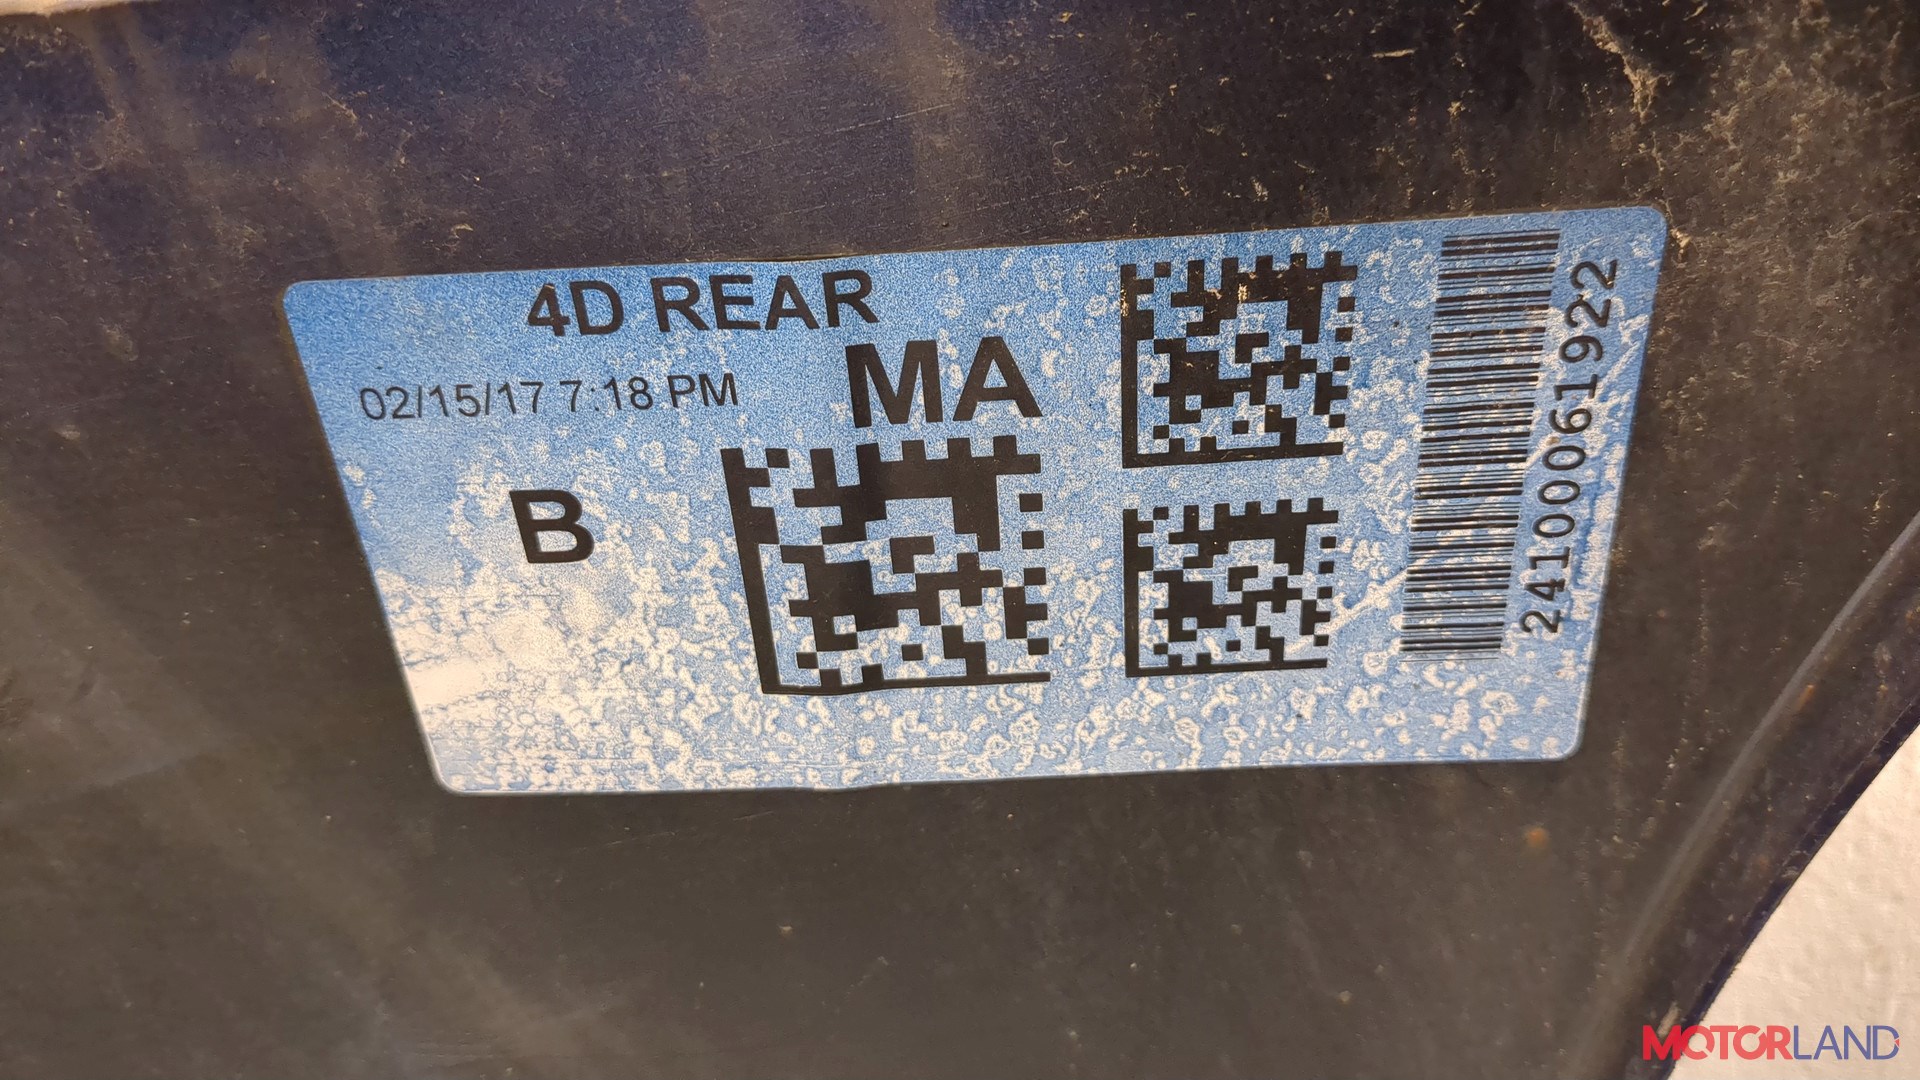 4D REAR
02/15/17 7:18 PM
MA
B
24100061922
MOTORLAND